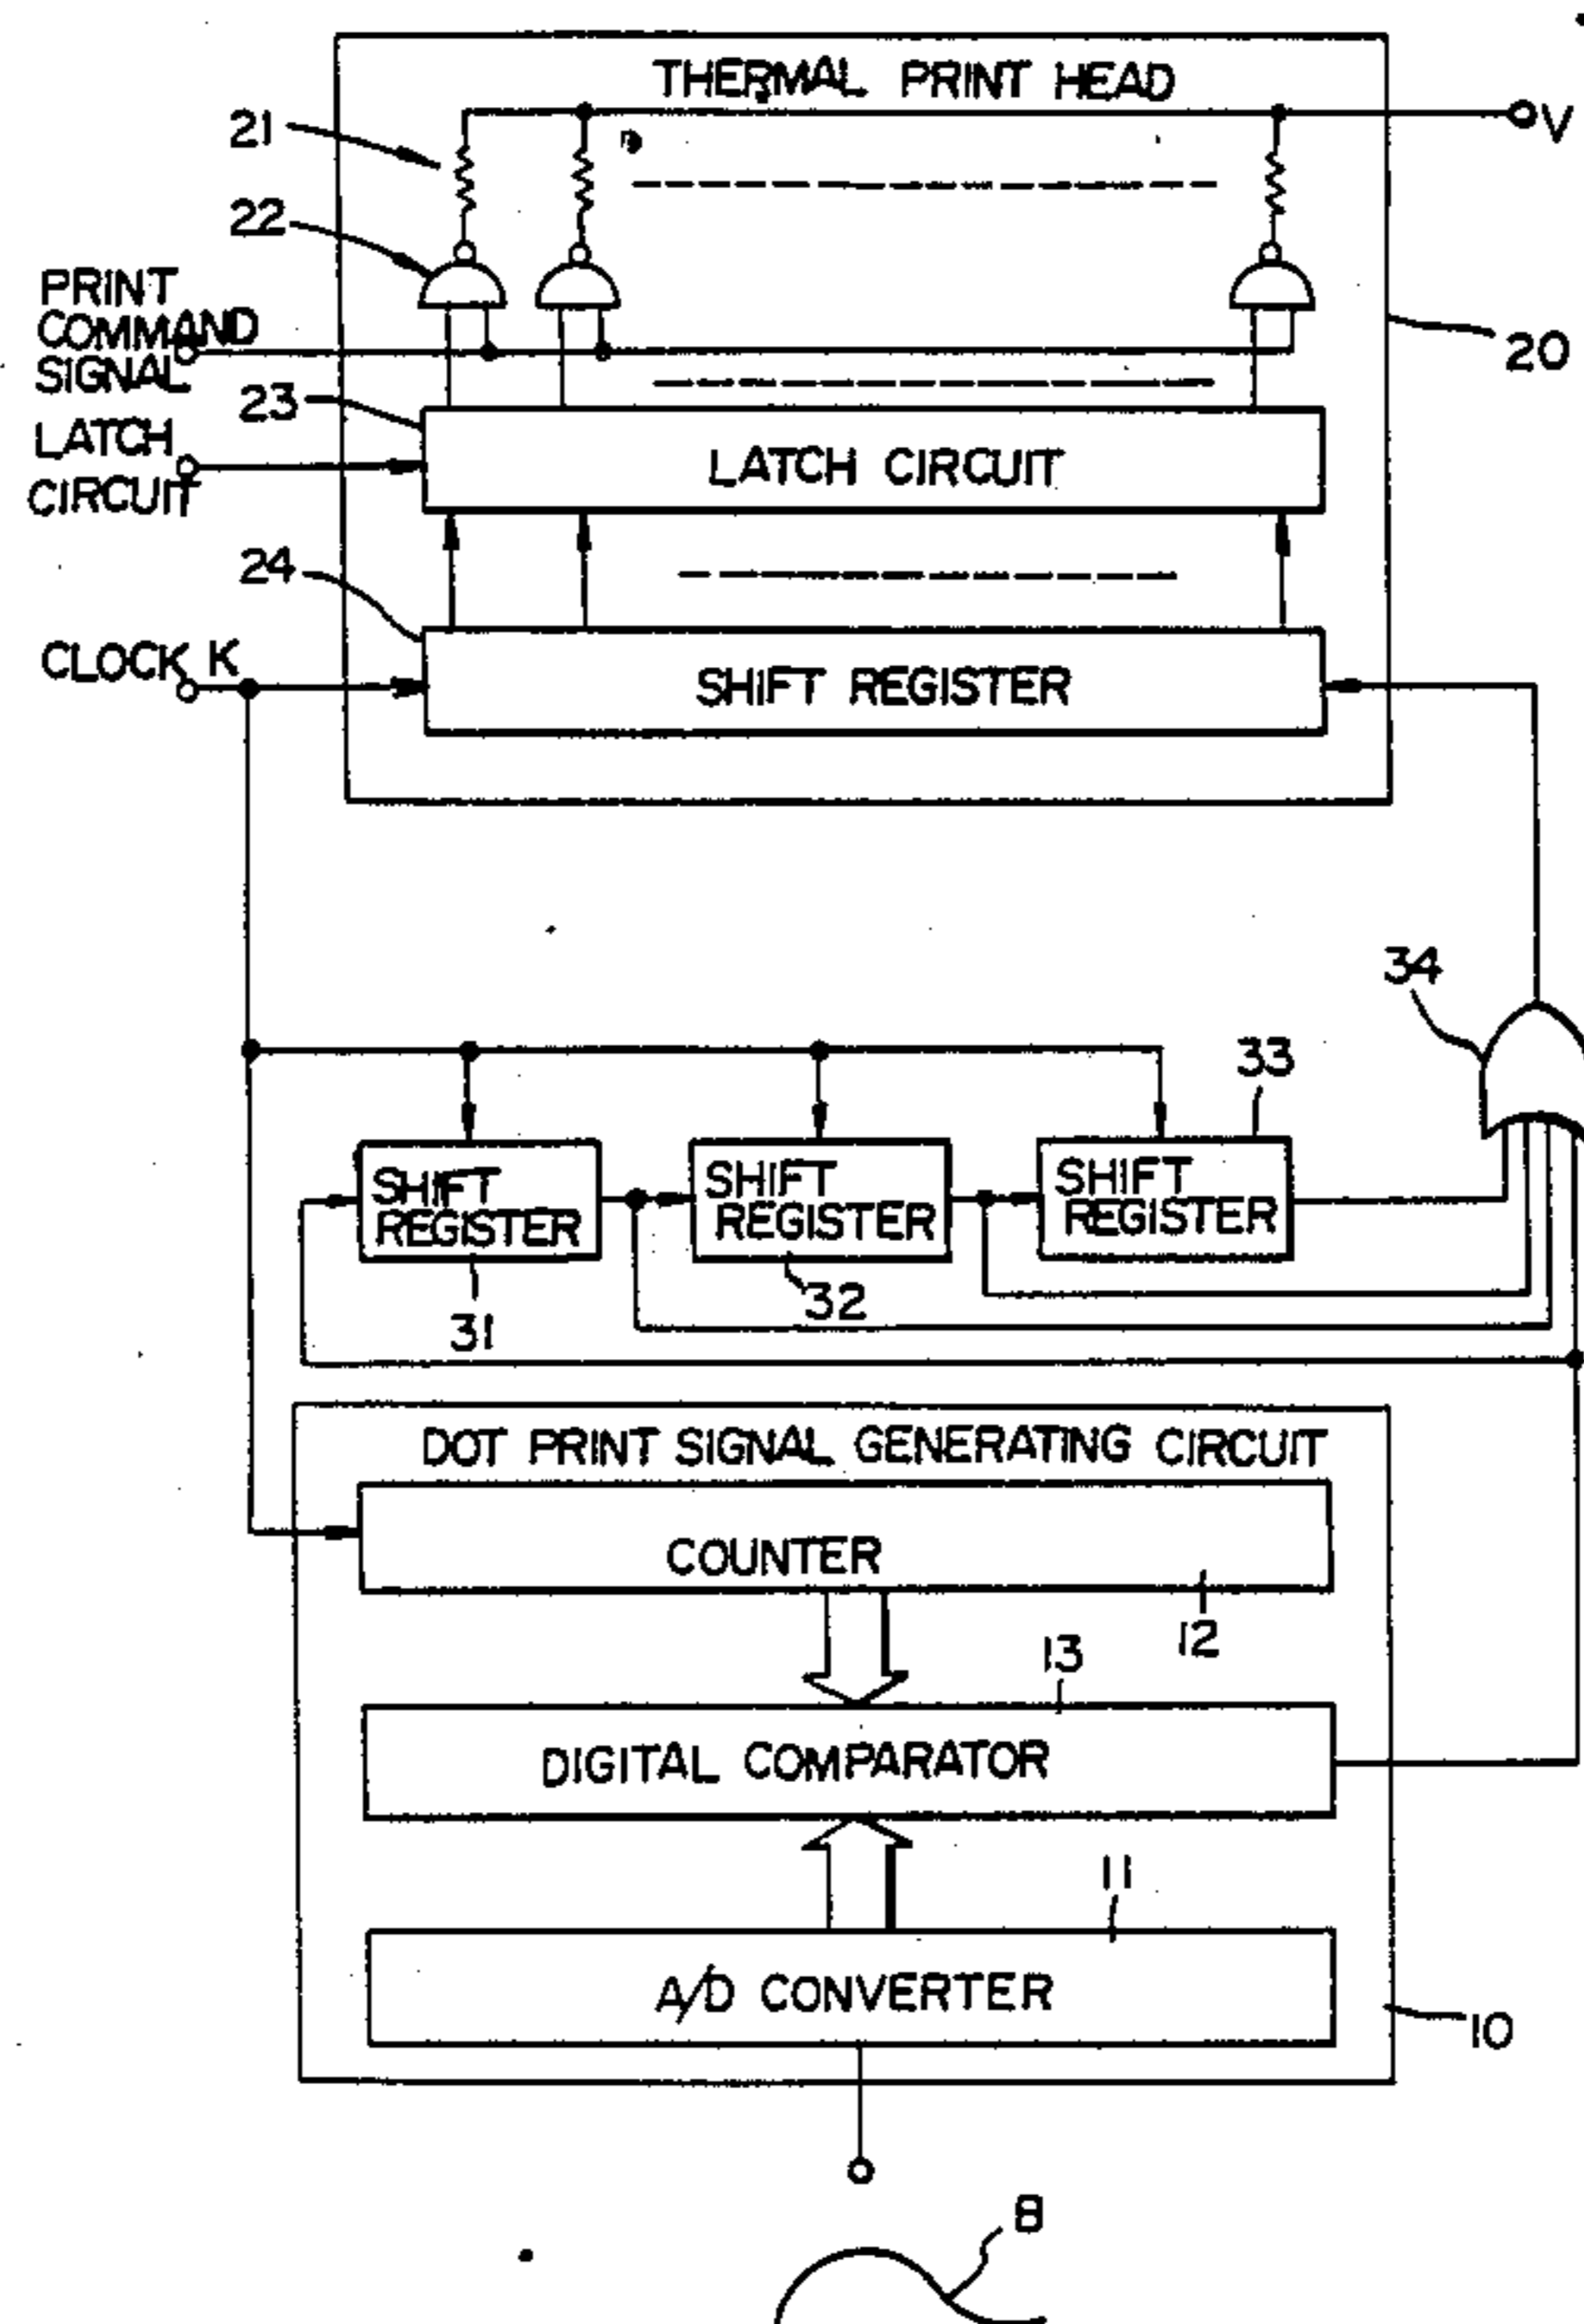 THERMAL PRINT HEAD
V
21
22
PRINT
COMMAND
SIGNAL
20
23
LATCH
CIRCUIT
LATCH CIRCUIT
24
CLOCK K
SHIFT REGISTER
34
33
SHIFT
REGISTER
SHIFT
REGISTER
SHIFT
REGISTER
31
32
DOT PRINT SIGNAL GENERATING CIRCUIT
COUNTER
12
13
DIGITAL COMPARATOR
11
A/D CONVERTER
10
8